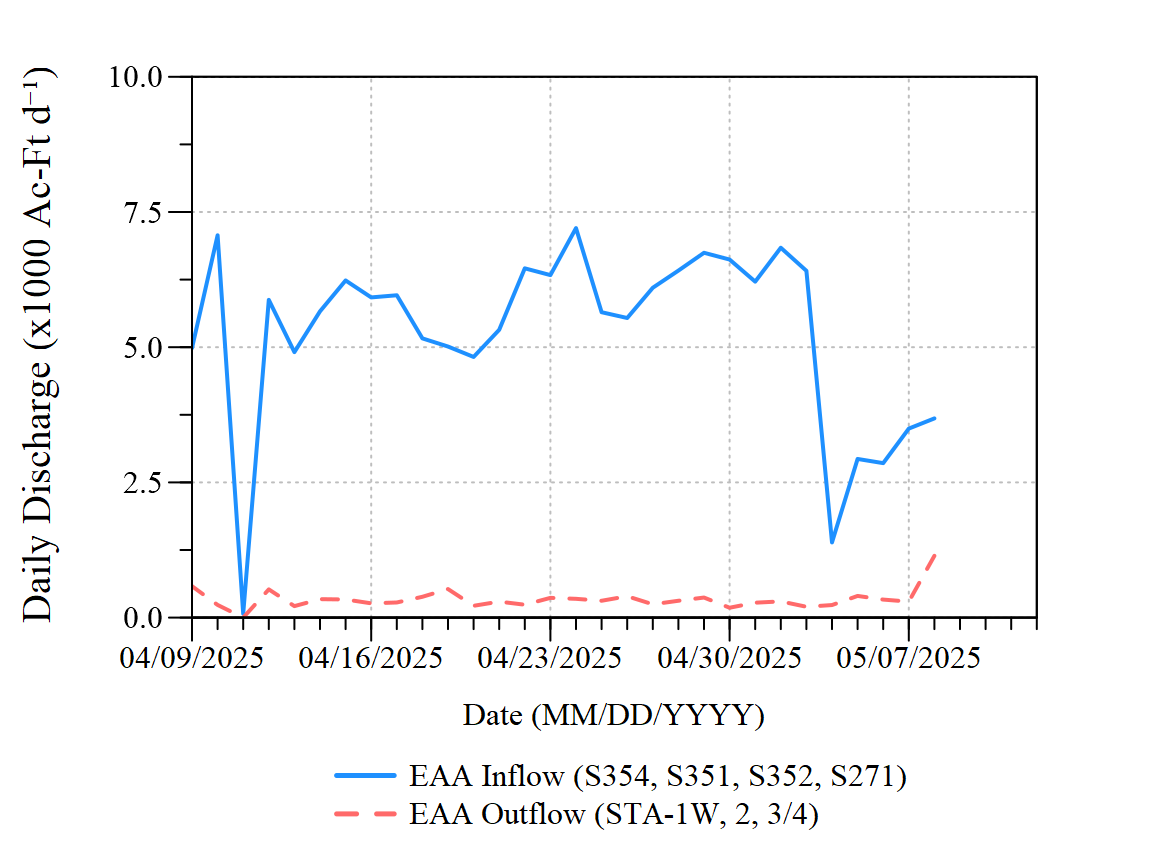 Daily Discharge (x1000 Ac-Ft d⁻¹)
10.0
7.5
5.0
2.5
0.0
04/09/2025 04/16/2025 04/23/2025 04/30/2025 05/07/2025
Date (MM/DD/YYYY)
EAA Inflow (S354, S351, S352, S271)
EAA Outflow (STA-1W, 2, 3/4)